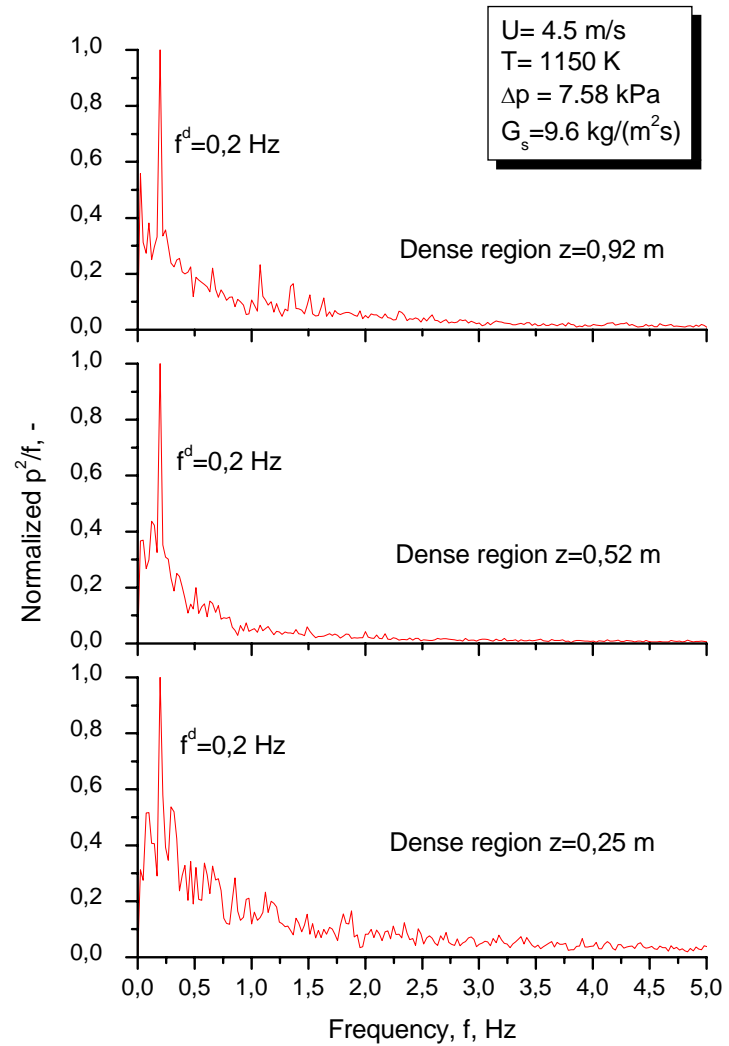 U= 4.5 m/s
T= 1150 K
Δp = 7.58 kPa
G_s=9.6 kg/(m²s)
1,0
0,8
0,6
0,4
0,2
0,0
f^d=0,2 Hz
Dense region z=0,92 m
1,0
0,8
0,6
0,4
0,2
0,0
f^d=0,2 Hz
Dense region z=0,52 m
Normalized p²/f, -
1,0
0,8
0,6
0,4
0,2
0,0
f^d=0,2 Hz
Dense region z=0,25 m
0,0 0,5 1,0 1,5 2,0 2,5 3,0 3,5 4,0 4,5 5,0
Frequency, f, Hz